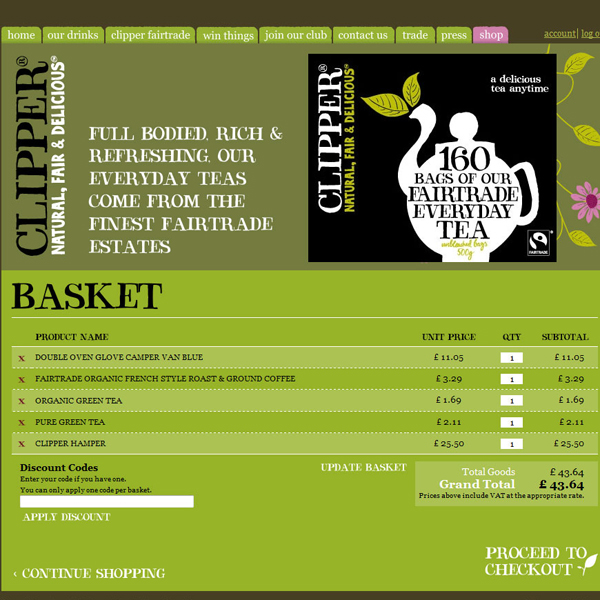 home
our drinks
clipper fairtrade
win things
join our club
contact us
trade
press
shop
account| log o
CLIPPER®
NATURAL, FAIR & DELICIOUS®
FULL BODIED, RICH &
REFRESHING, OUR
EVERYDAY TEAS
COME FROM THE
FINEST FAIRTRADE
ESTATES
CLIPPER®
NATURAL, FAIR & DELICIOUS®
a delicious
tea anytime
160
BAGS OF OUR
FAIRTRADE
EVERYDAY
TEA
unbleached bags
500g
FAIRTRADE
BASKET
PRODUCT NAME UNIT PRICE QTY SUBTOTAL
x DOUBLE OVEN GLOVE CAMPER VAN BLUE £ 11.05 1 £ 11.05
x FAIRTRADE ORGANIC FRENCH STYLE ROAST & GROUND COFFEE £ 3.29 1 £ 3.29
x ORGANIC GREEN TEA £ 1.69 1 £ 1.69
x PURE GREEN TEA £ 2.11 1 £ 2.11
x CLIPPER HAMPER £ 25.50 1 £ 25.50
Discount Codes
Enter your code if you have one.
You can only apply one code per basket.
APPLY DISCOUNT
UPDATE BASKET
Total Goods £ 43.64
Grand Total £ 43.64
Prices above include VAT at the appropriate rate.
‹ CONTINUE SHOPPING
PROCEED TO
CHECKOUT